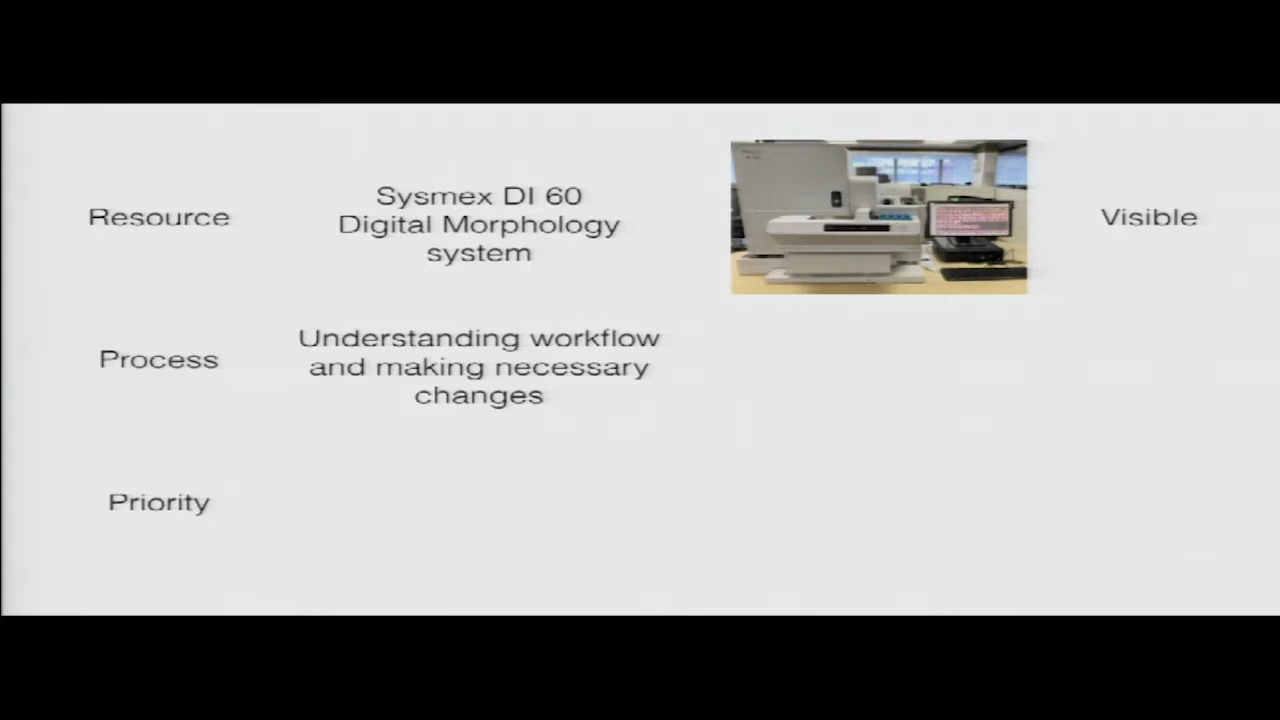 Resource
Sysmex DI 60
Digital Morphology
system
Visible
Process
Understanding workflow
and making necessary
changes
Priority